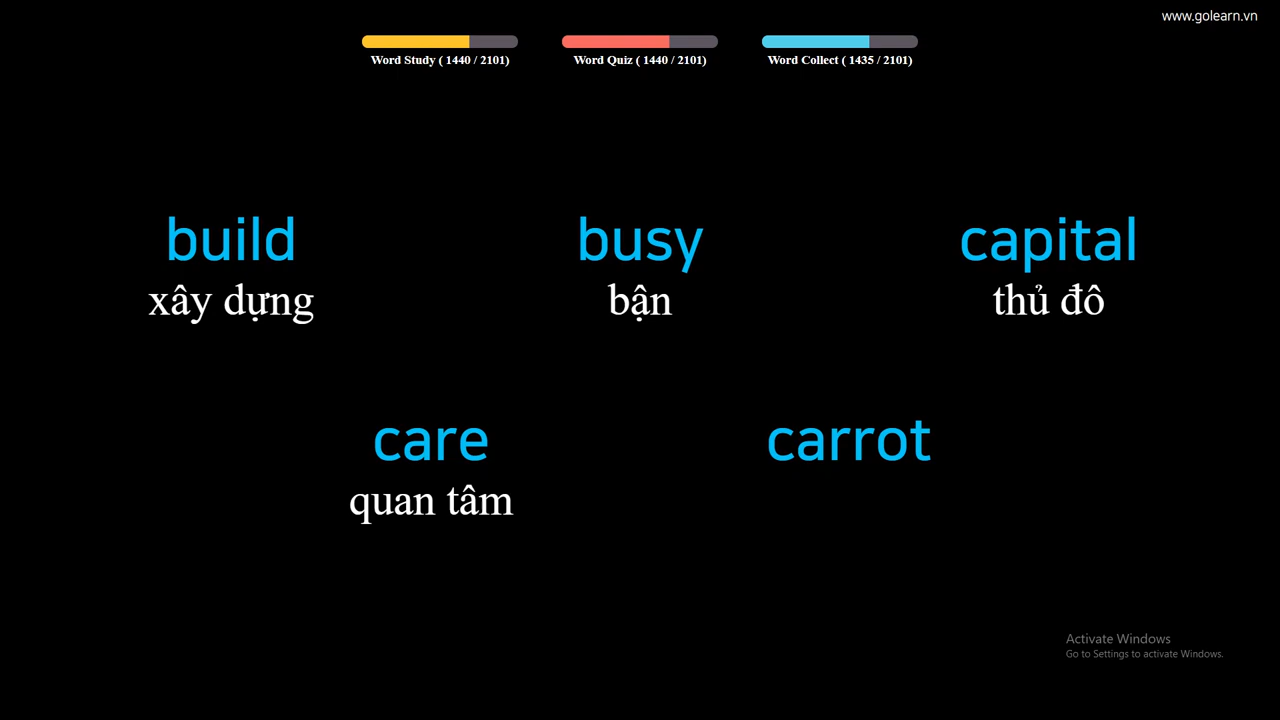 www.golearn.vn
Word Study ( 1440 / 2101)
Word Quiz ( 1440 / 2101)
Word Collect ( 1435 / 2101)
build
busy
capital
xây dựng
bận
thủ đô
care
carrot
quan tâm
Activate Windows
Go to Settings to activate Windows.